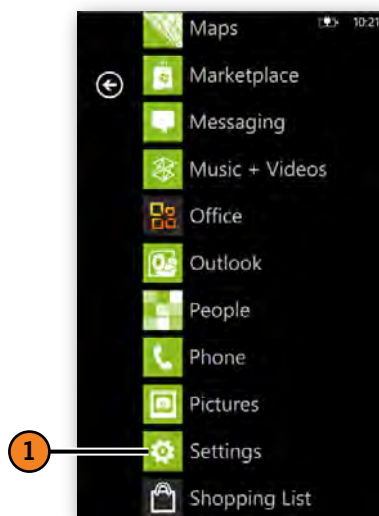 Maps
10:21
Marketplace
Messaging
Music + Videos
Office
Outlook
People
Phone
Pictures
1
Settings
Shopping List